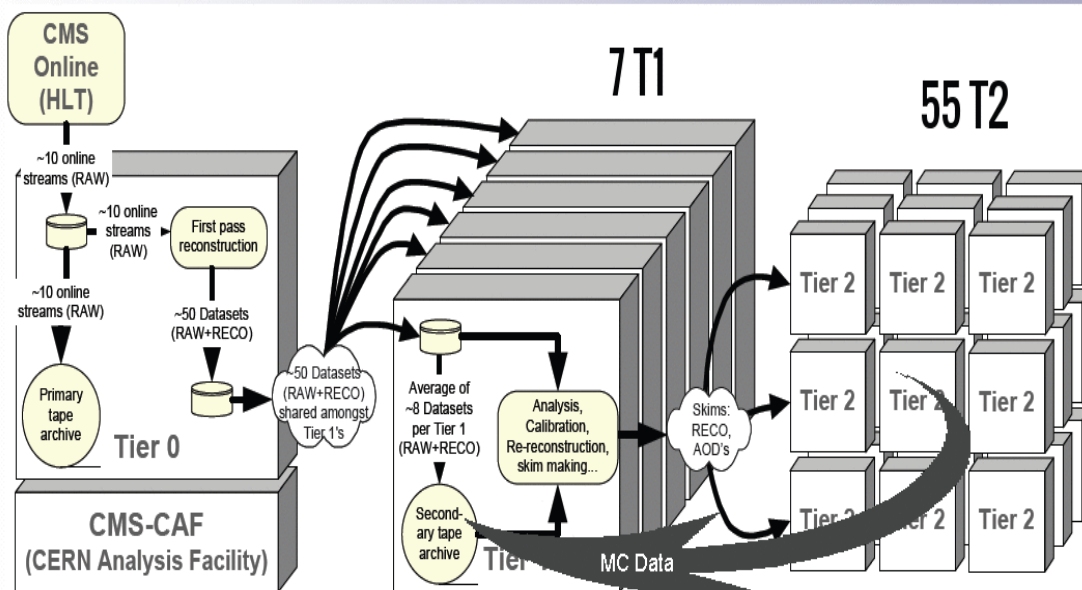 CMS
Online
(HLT)
7 T1
55 T2
~10 online
streams (RAW)
~10 online
streams
(RAW)
First pass
reconstruction
~10 online
streams (RAW)
~50 Datasets
(RAW+RECO)
Primary
tape
archive
Tier 0
~50 Datasets
(RAW+RECO)
shared amongst
Tier 1's
CMS-CAF
(CERN Analysis Facility)
Average of
~8 Datasets
per Tier 1
(RAW+RECO)
Analysis,
Calibration,
Re-reconstruction,
skim making...
Second-
ary tape
archive
Tier
Skims:
RECO,
AOD's
MC Data
Tier 2 Tier 2 Tier 2
Tier 2 Tier 2 Tier 2
Tier 2 Tier 2 Tier 2